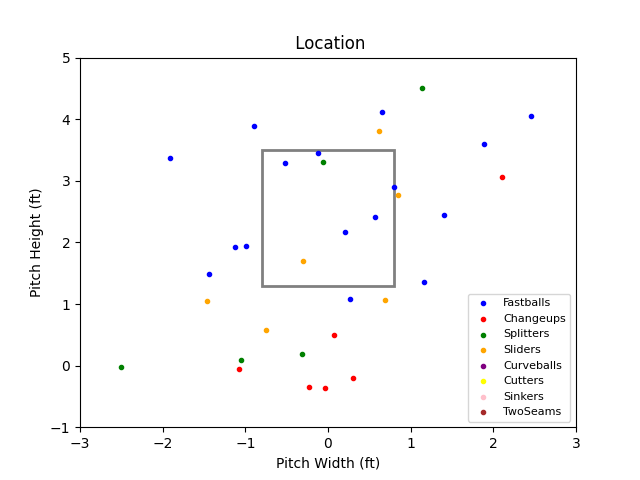 Location
5
4
3
2
1
0
−1
Pitch Height (ft)
−3
−2
−1
0
1
2
3
Pitch Width (ft)
Fastballs
Changeups
Splitters
Sliders
Curveballs
Cutters
Sinkers
TwoSeams